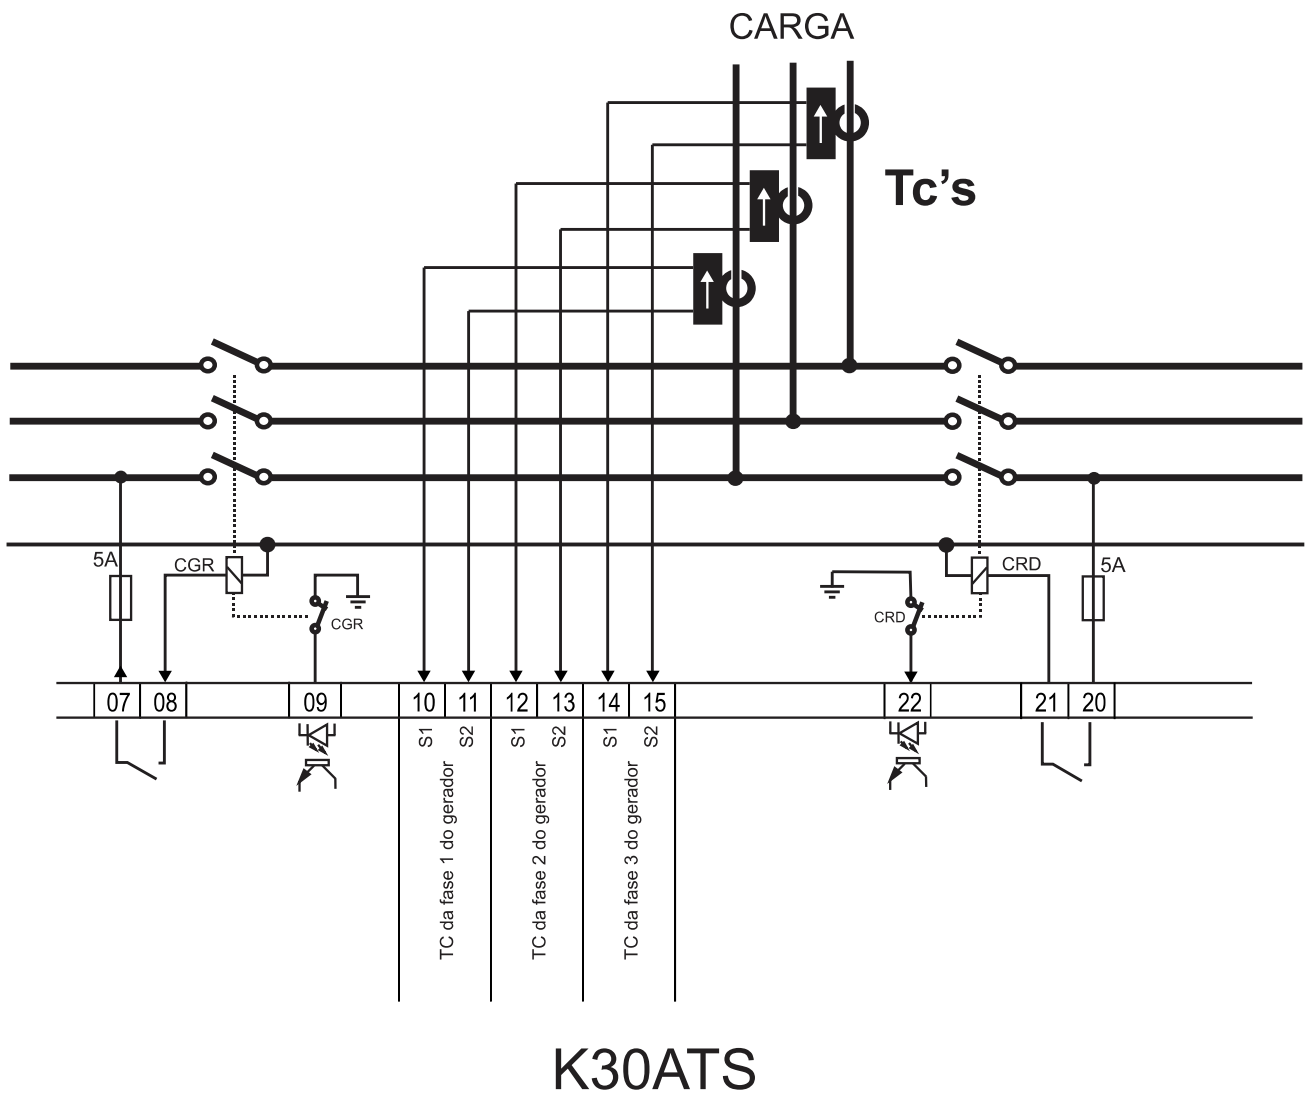 CARGA
Tc's
5A
CGR
CRD
5A
CGR
CRD
07 08 09 10 11 12 13 14 15 22 21 20
S1 S2 S1 S2 S1 S2
TC da fase 1 do gerador
TC da fase 2 do gerador
TC da fase 3 do gerador
K30ATS